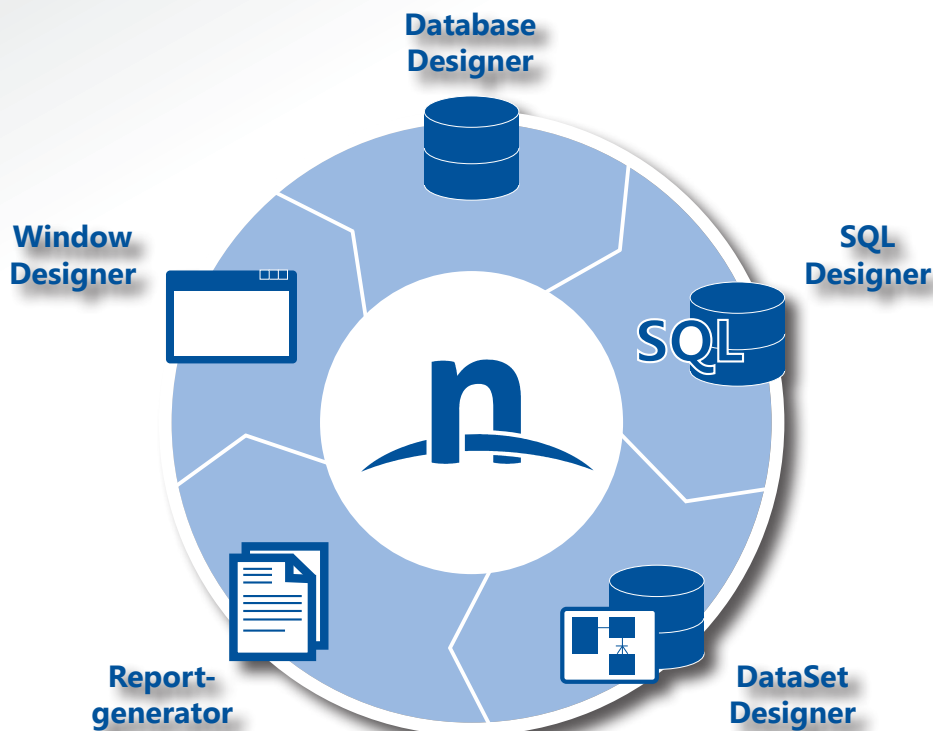 Database
Designer
Window
Designer
SQL
Designer
SQL
n
Report-
generator
DataSet
Designer